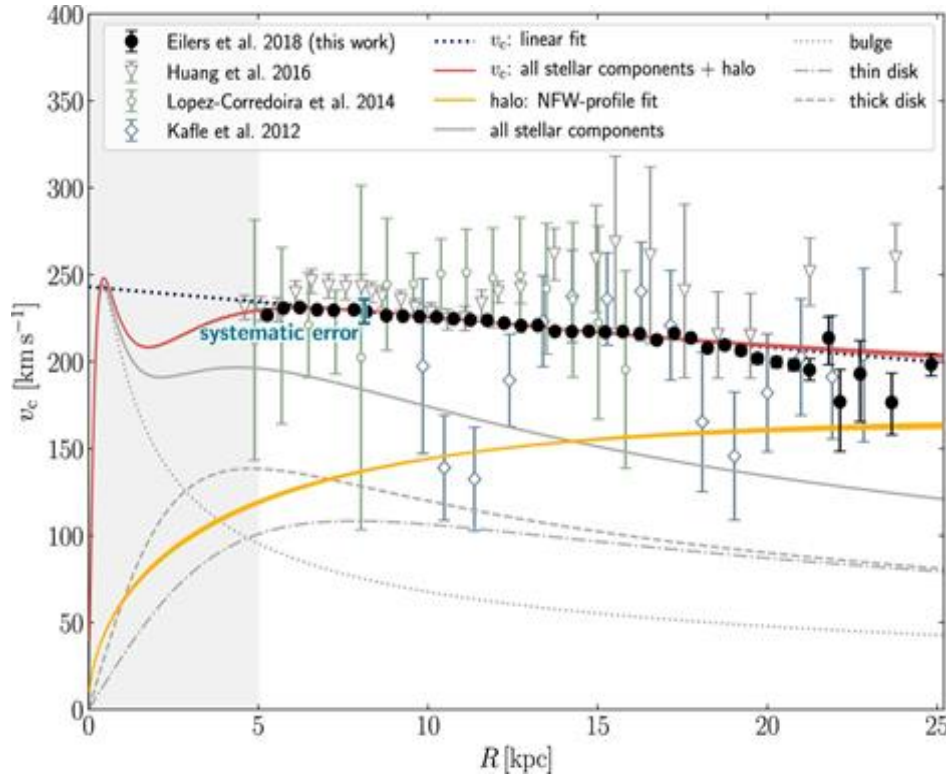 400
350
300
250
200
150
100
50
0
v_c [km s⁻¹]
Eilers et al. 2018 (this work)
Huang et al. 2016
Lopez-Corredoira et al. 2014
Kafle et al. 2012
v_c: linear fit
v_c: all stellar components + halo
halo: NFW-profile fit
all stellar components
bulge
thin disk
thick disk
systematic error
0 5 10 15 20 25
R [kpc]